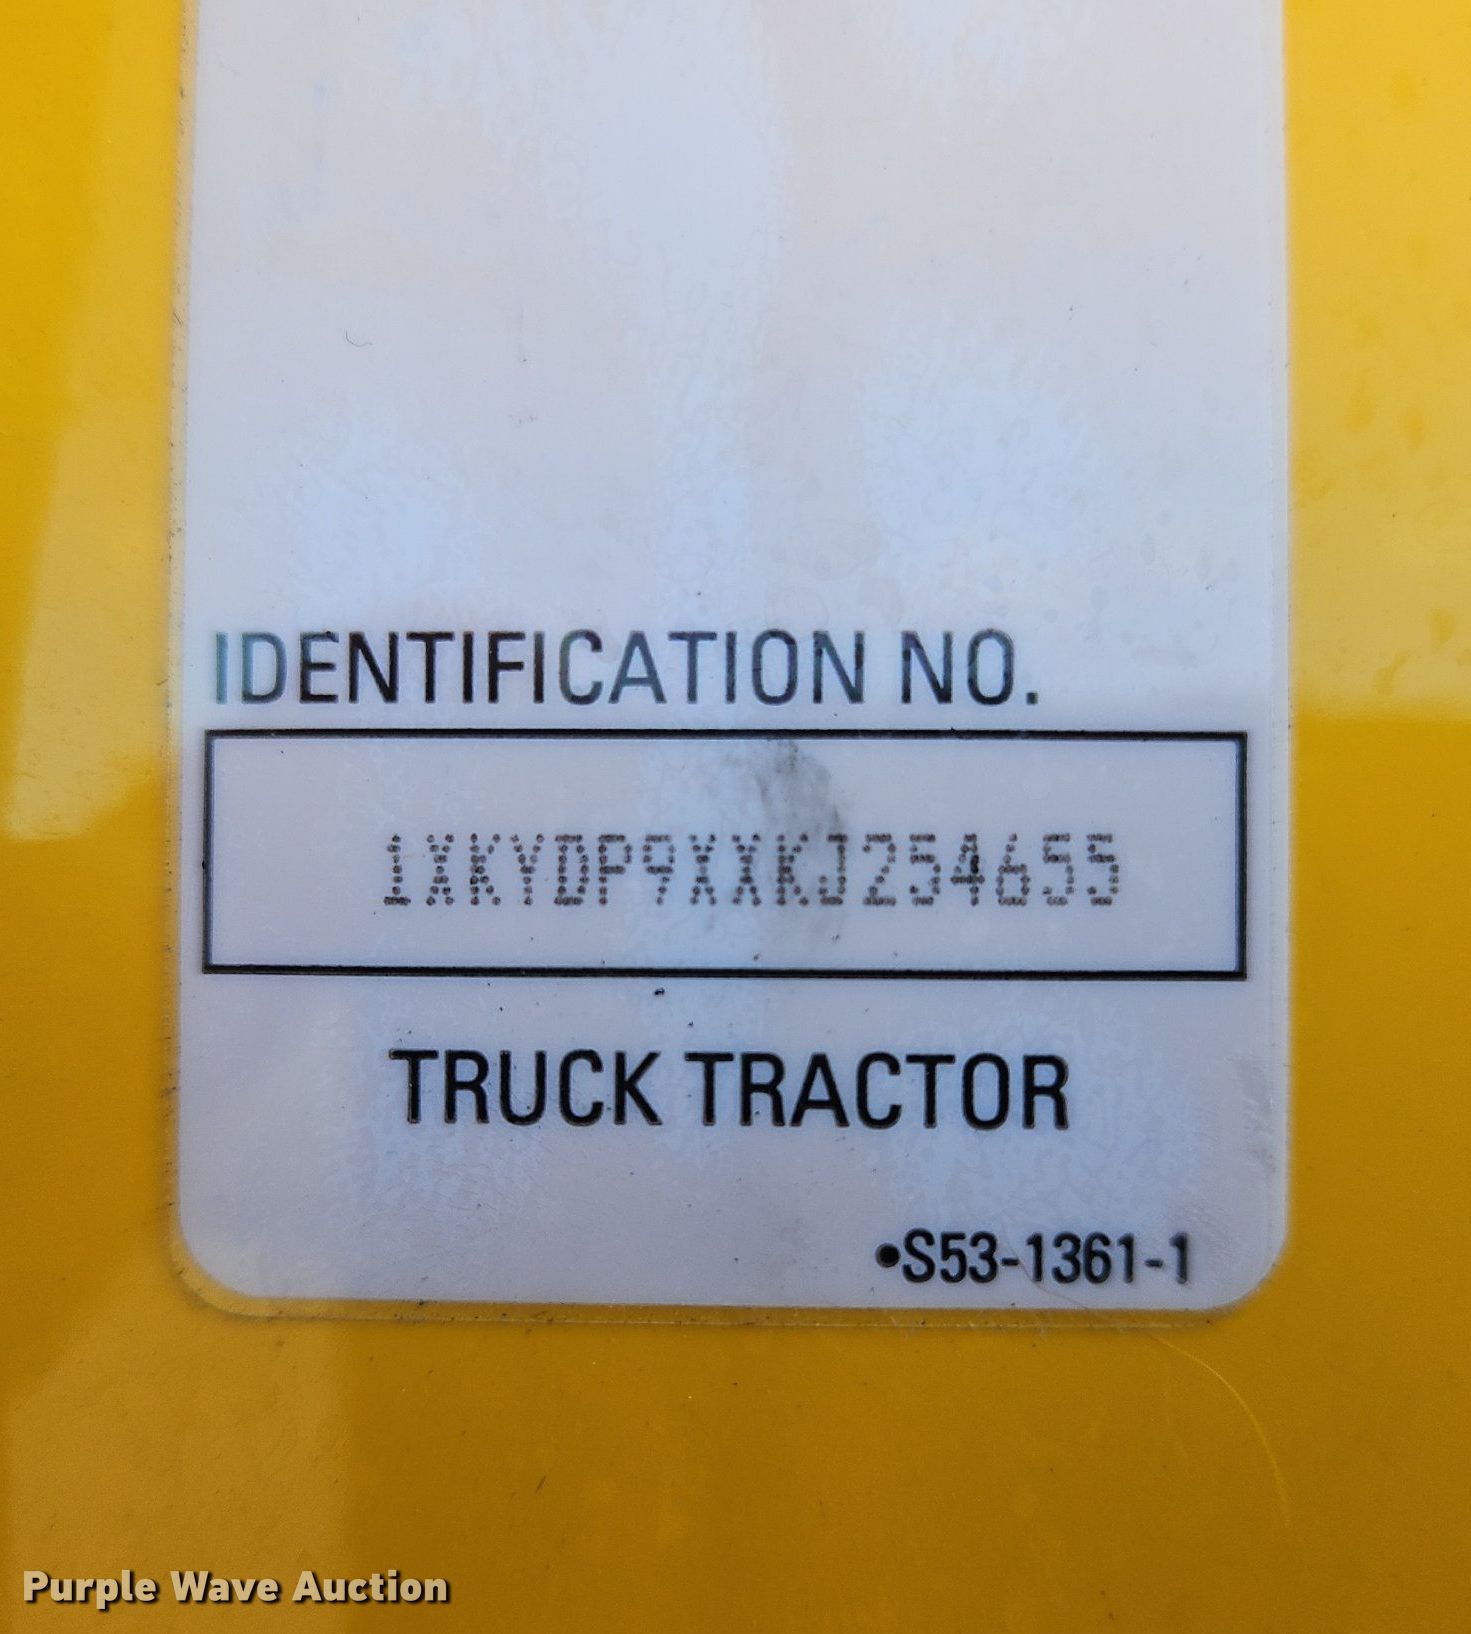 IDENTIFICATION NO.
1XKYDP9XXKJ254655
TRUCK TRACTOR
•S53-1361-1
Purple Wave Auction